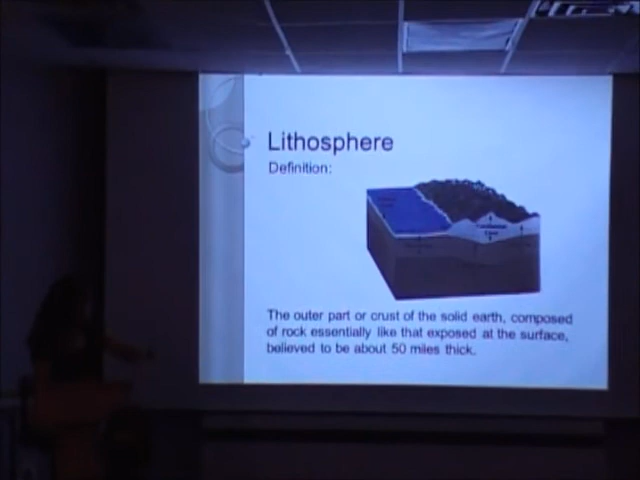 Lithosphere
Definition:
The outer part or crust of the solid earth, composed
of rock essentially like that exposed at the surface,
believed to be about 50 miles thick.